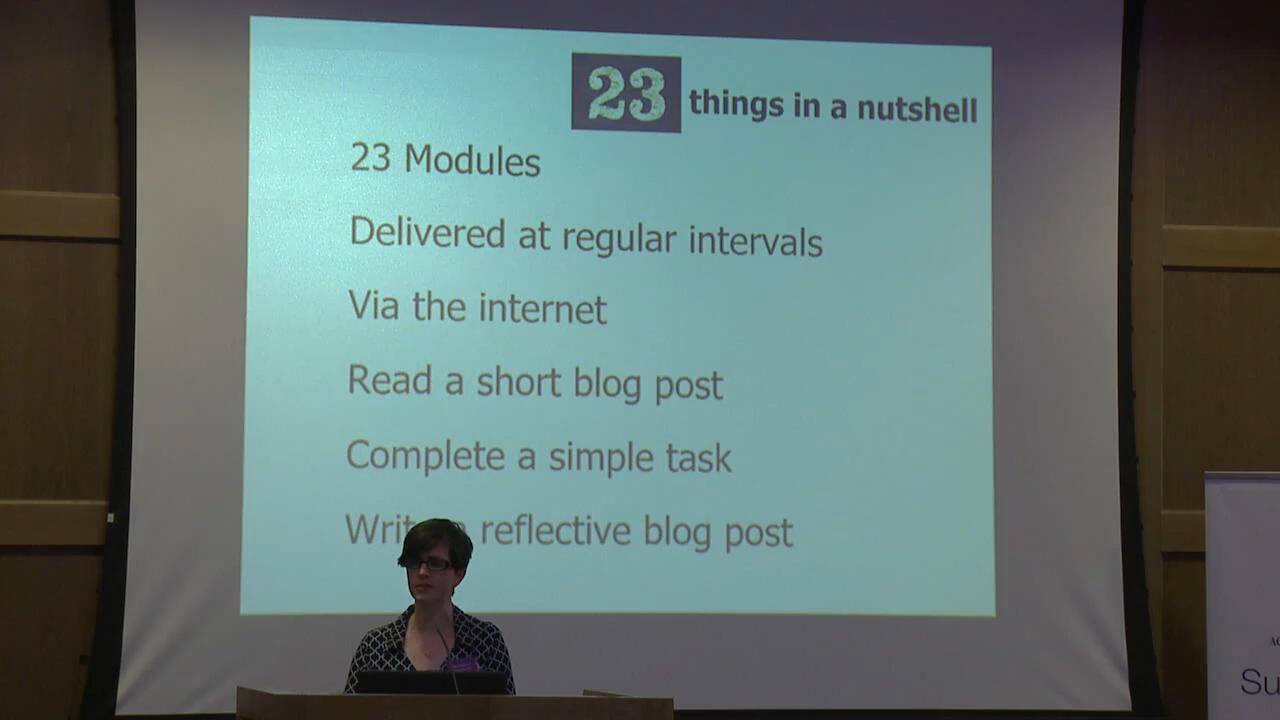 23 things in a nutshell
23 Modules
Delivered at regular intervals
Via the internet
Read a short blog post
Complete a simple task
Write a reflective blog post
Su